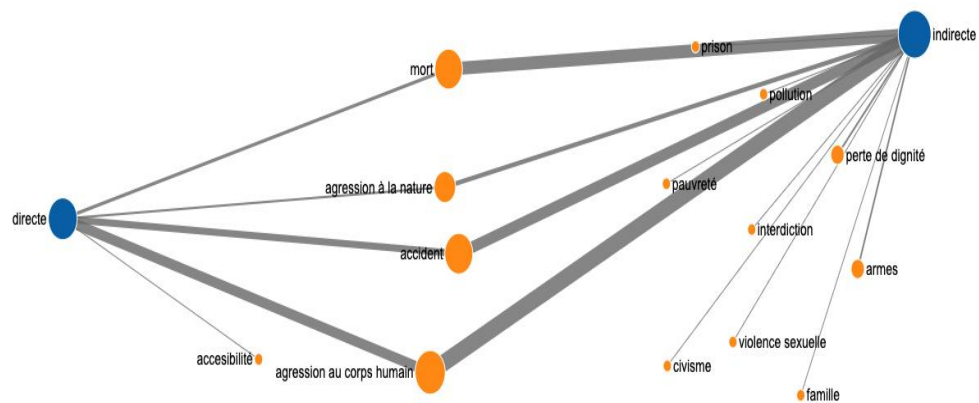 indirecte
prison
mort
pollution
perte de dignité
pauvreté
agression à la nature
directe
interdiction
accident
armes
violence sexuelle
accesibilité
civisme
agression au corps humain
famille